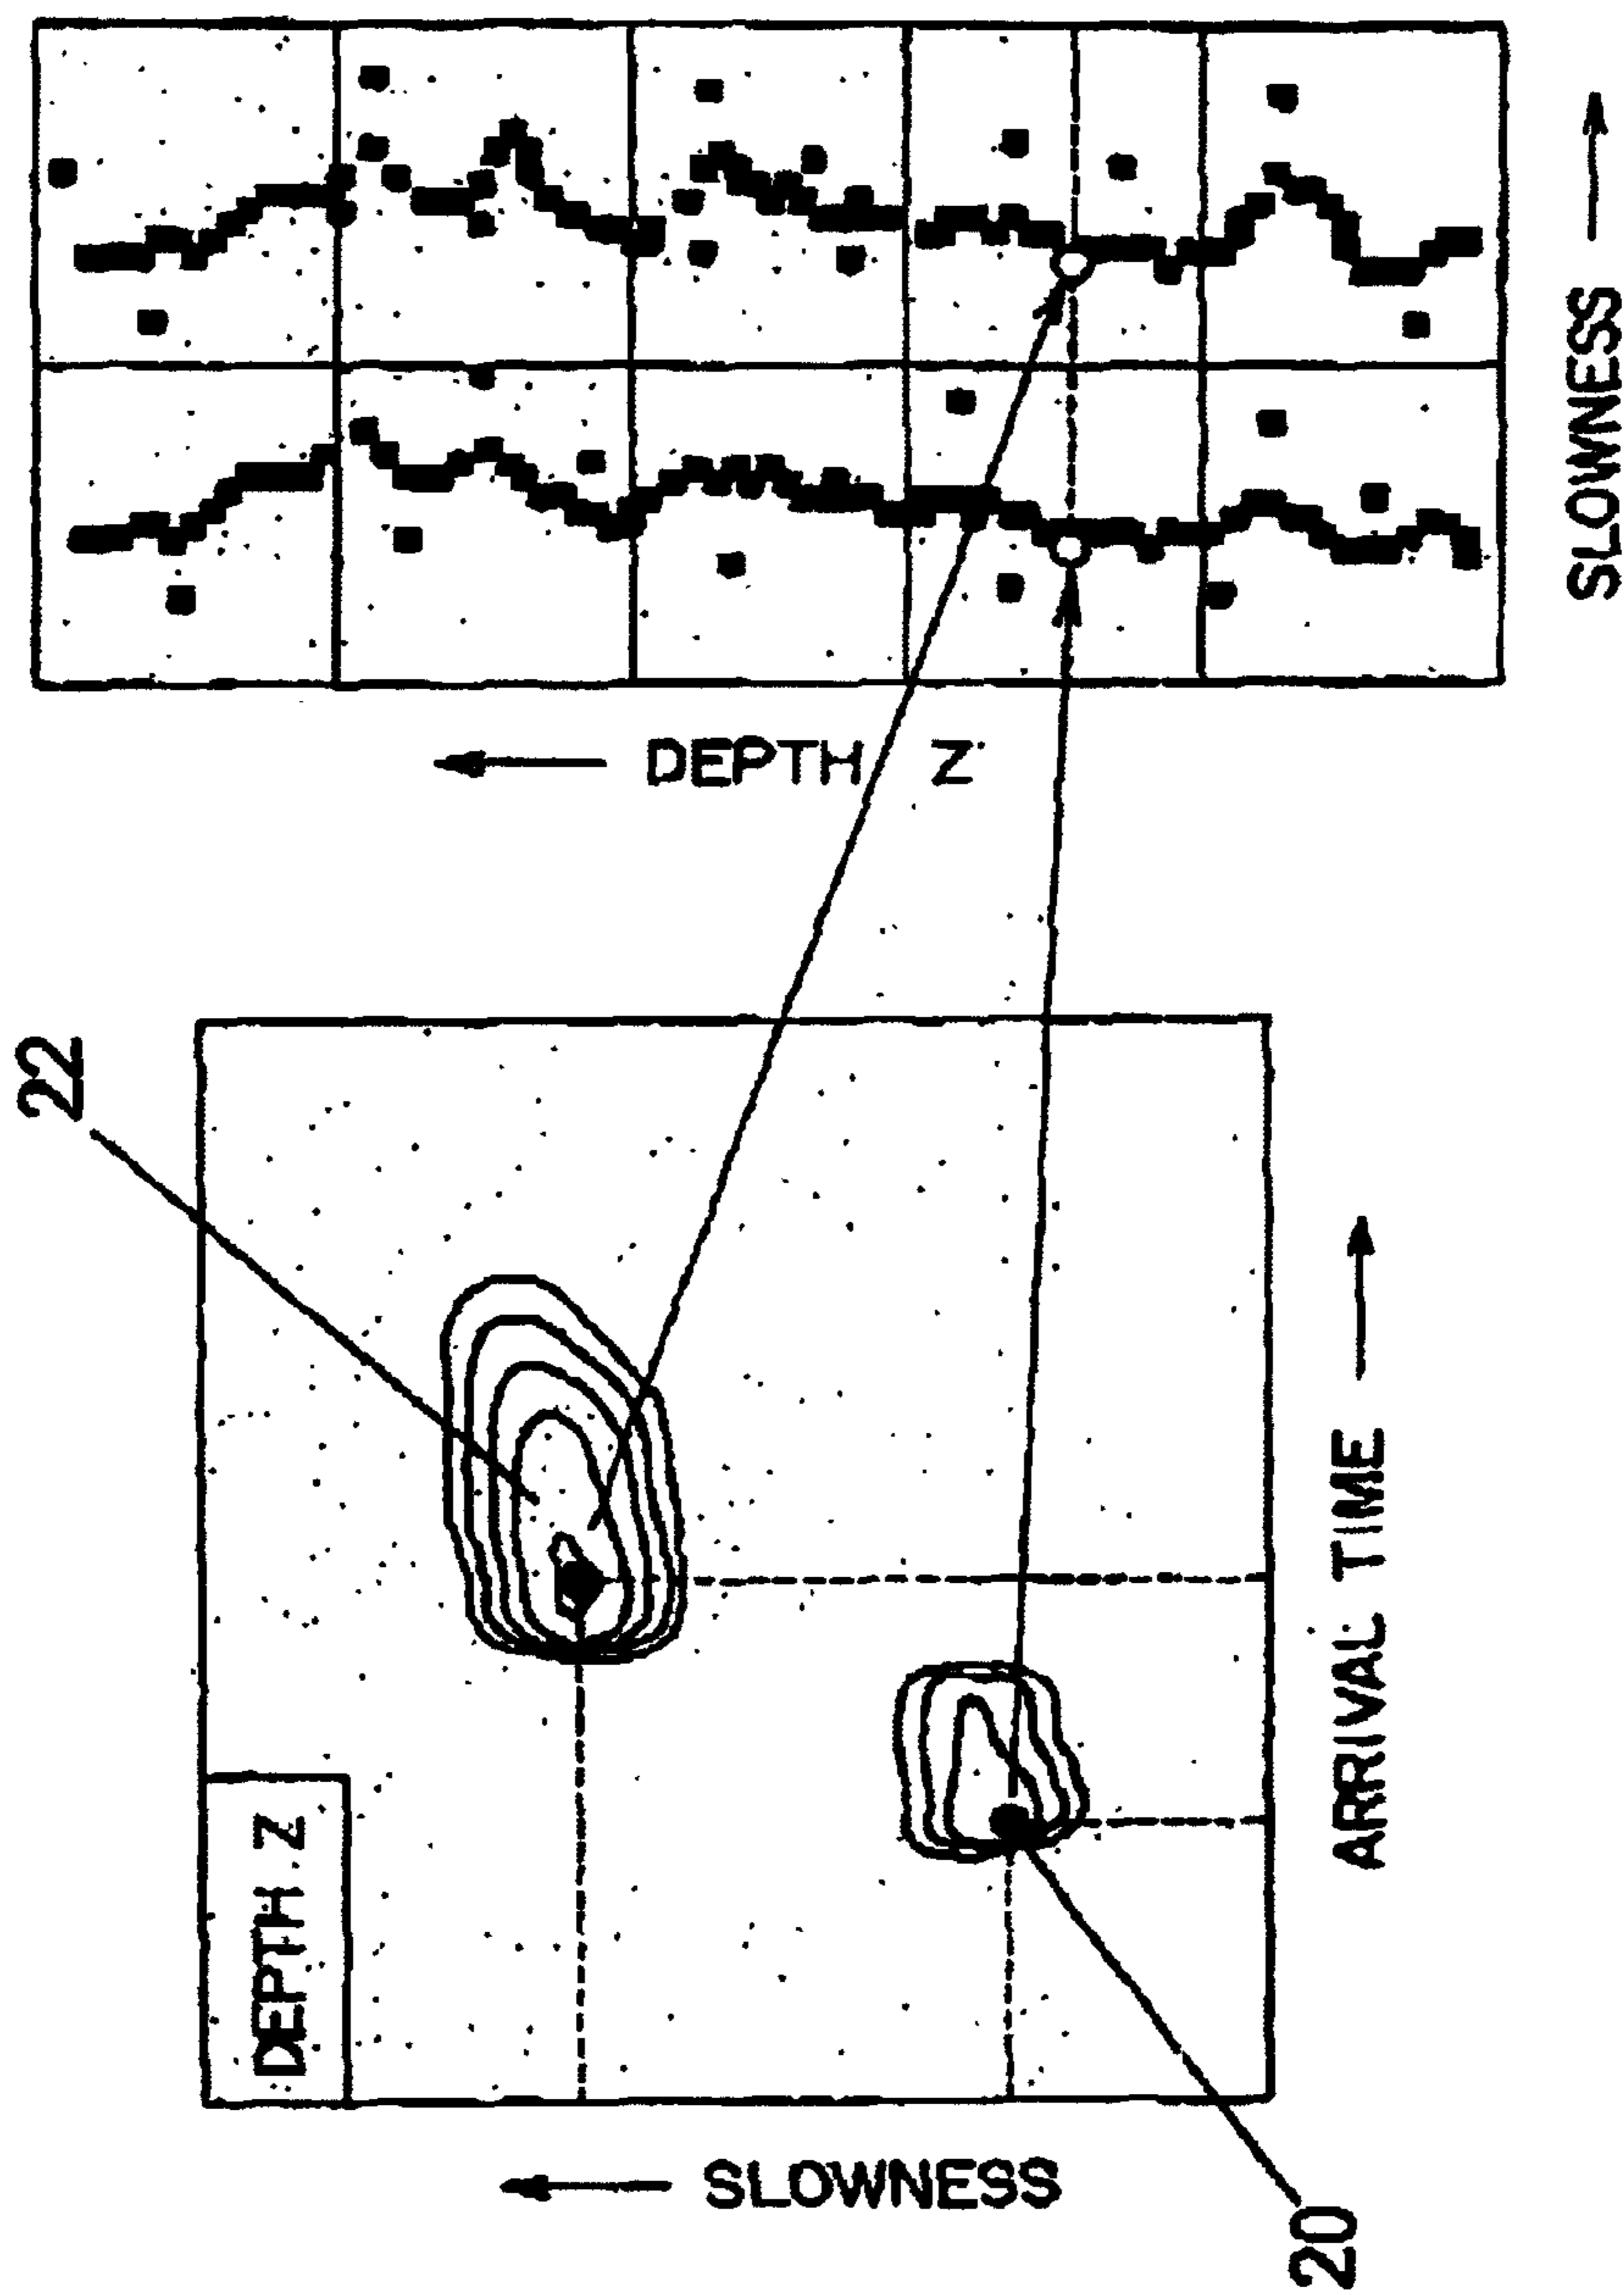 22
DEPTH Z
SLOWNESS
ARRIVAL TIME
20
DEPTH Z
SLOWNESS